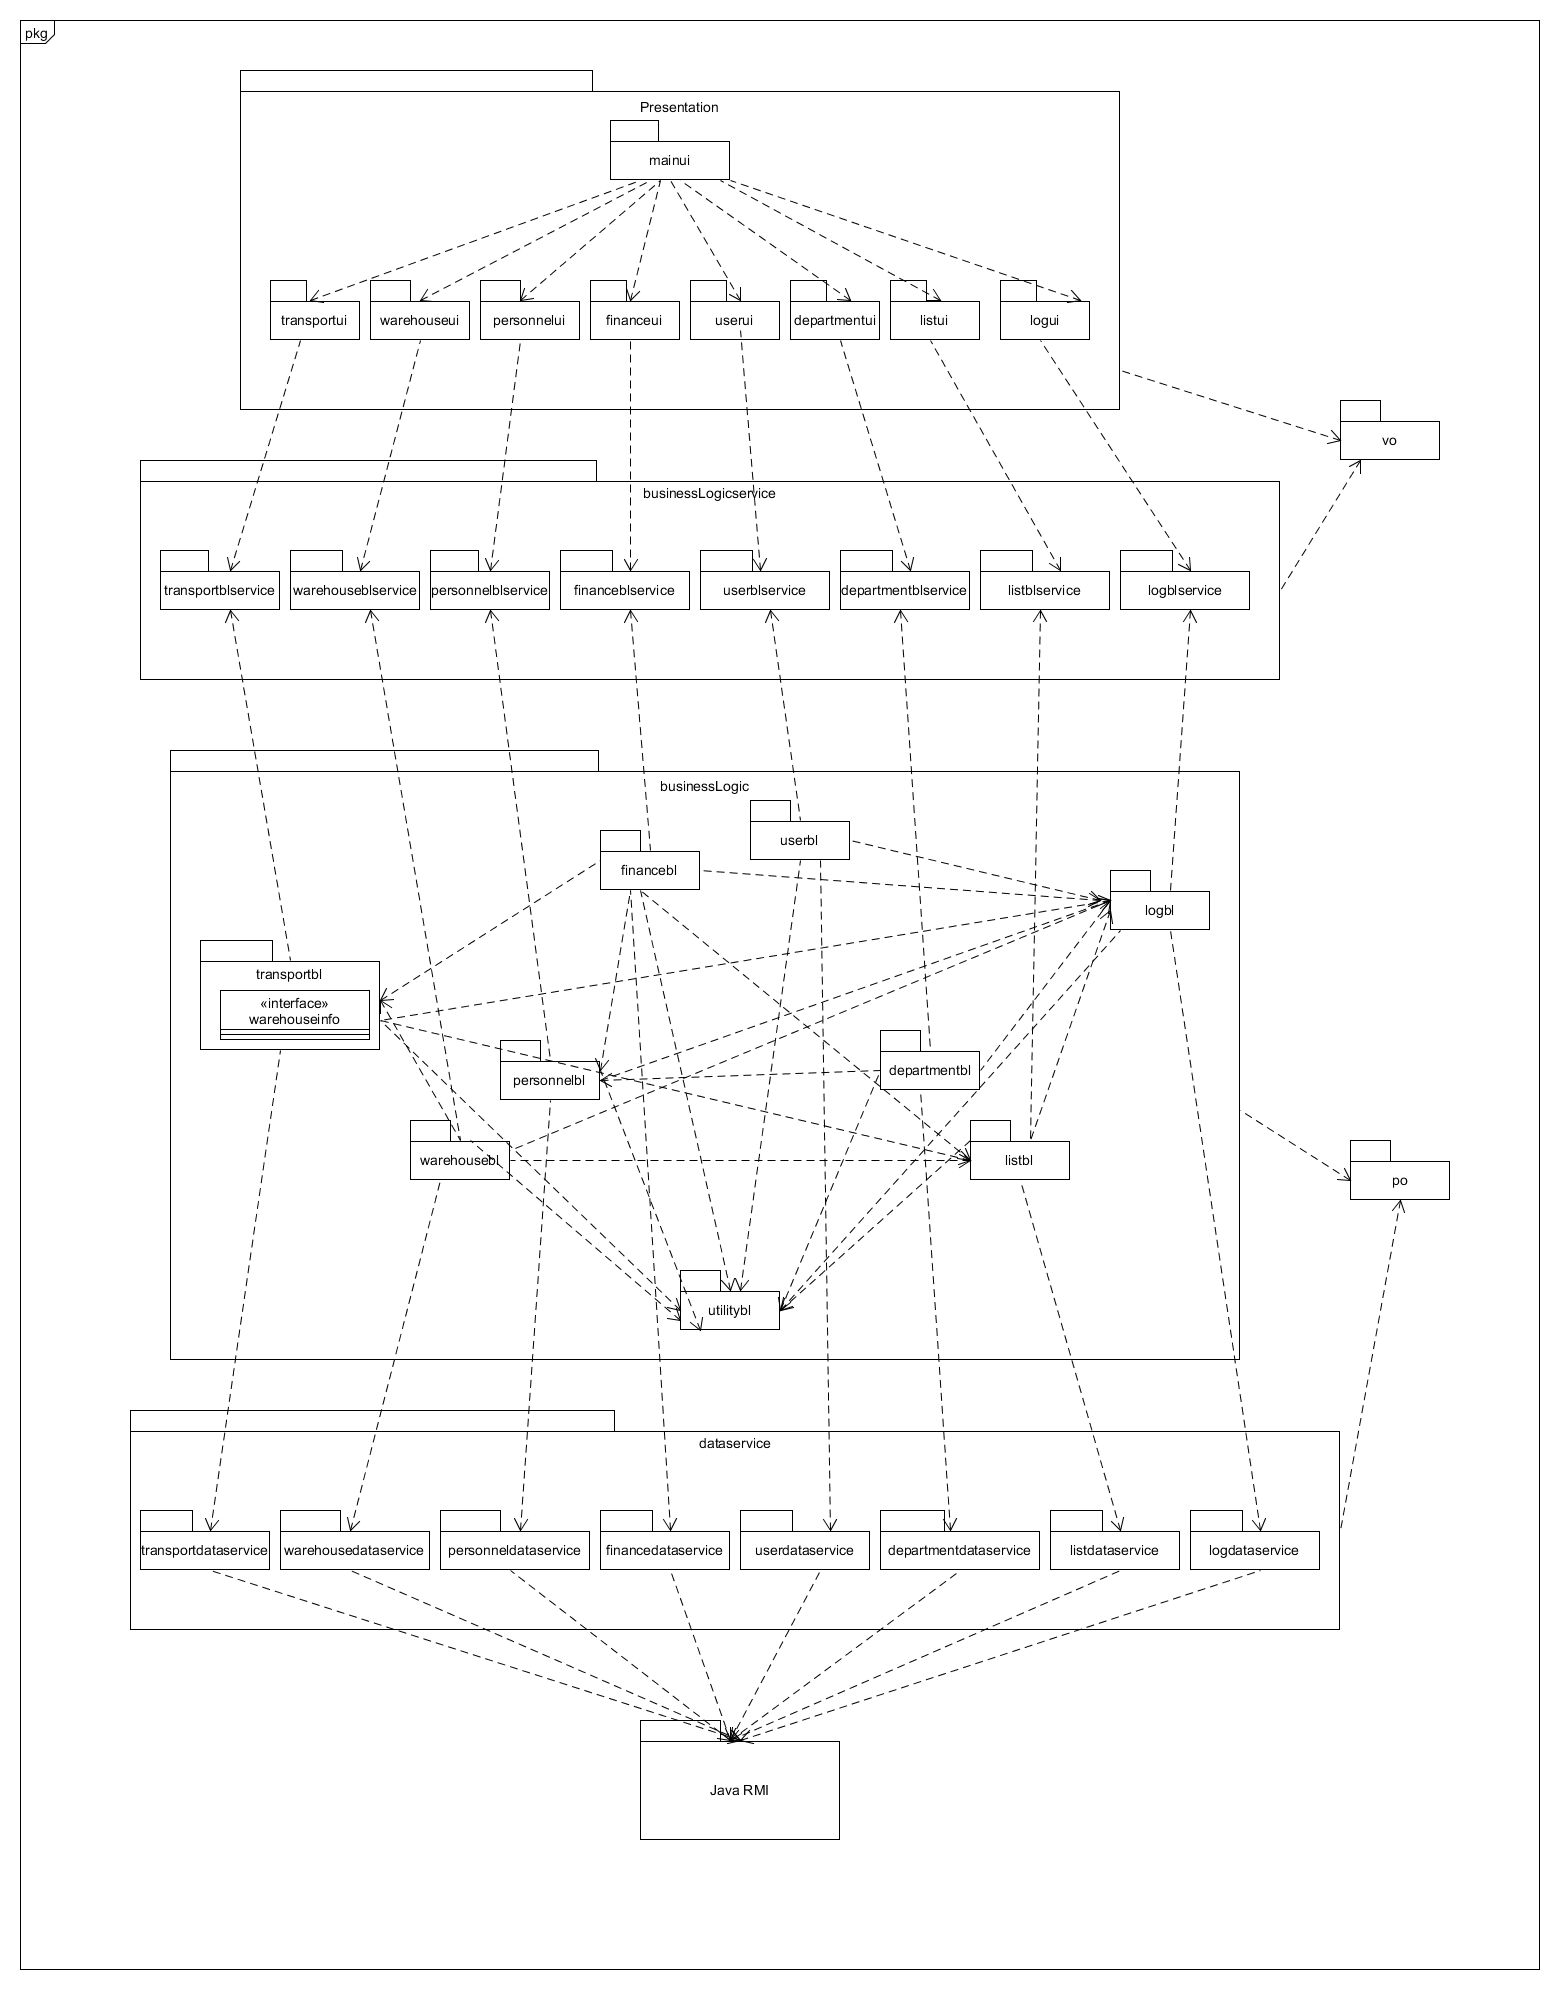 pkg
Presentation
mainui
transportui
warehouseui
personnelui
financeui
userui
departmentui
listui
logui
vo
businessLogicservice
transportblservice
warehouseblservice
personnelblservice
financeblservice
userblservice
departmentblservice
listblservice
logblservice
businessLogic
userbl
financebl
logbl
transportbl
«interface»
warehouseinfo
personnelbl
departmentbl
warehousebl
listbl
po
utilitybl
dataservice
transportdataservice
warehousedataservice
personneldataservice
financedataservice
userdataservice
departmentdataservice
listdataservice
logdataservice
Java RMI